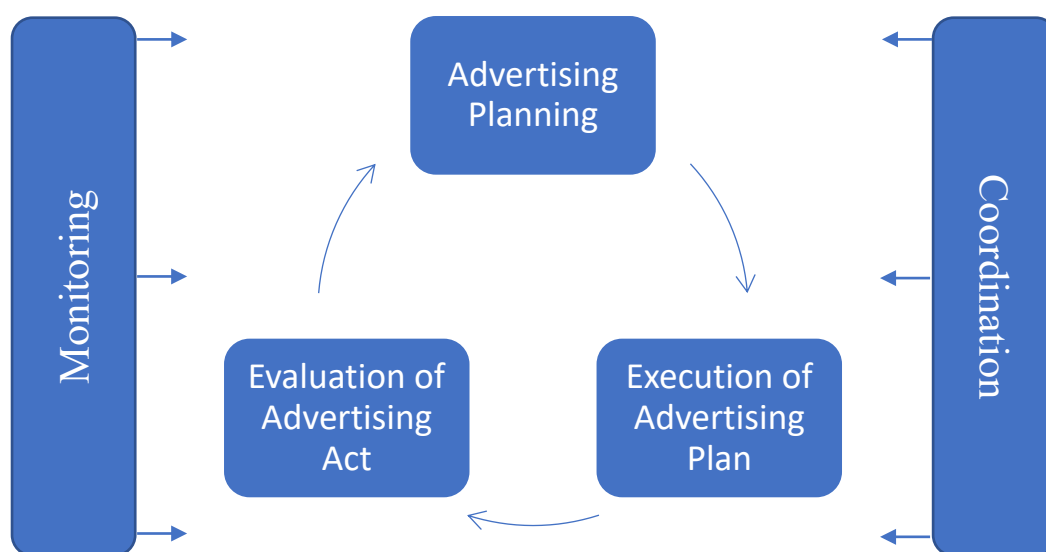 Monitoring
Advertising
Planning
Evaluation of
Advertising
Act
Execution of
Advertising
Plan
Coordination